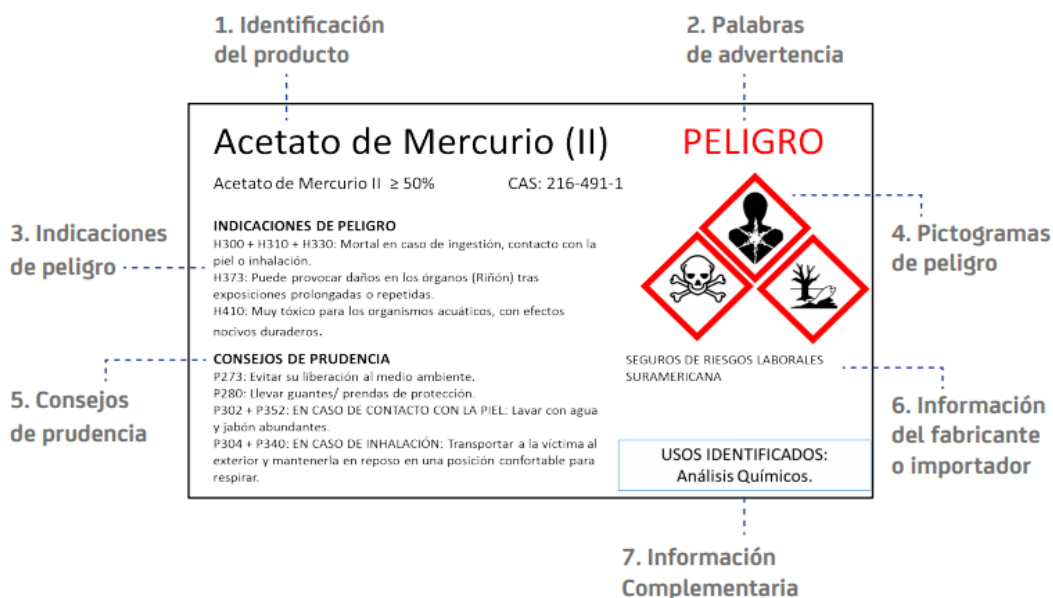 1. Identificación
del producto
2. Palabras
de advertencia
Acetato de Mercurio (II)
PELIGRO
Acetato de Mercurio II ≥ 50%
CAS: 216-491-1
3. Indicaciones
de peligro
INDICACIONES DE PELIGRO
H300 + H310 + H330: Mortal en caso de ingestión, contacto con la
piel o inhalación.
H373: Puede provocar daños en los órganos (Riñón) tras
exposiciones prolongadas o repetidas.
H410: Muy tóxico para los organismos acuáticos, con efectos
nocivos duraderos.
4. Pictogramas
de peligro
5. Consejos
de prudencia
CONSEJOS DE PRUDENCIA
P273: Evitar su liberación al medio ambiente.
P280: Llevar guantes/ prendas de protección.
P302 + P352: EN CASO DE CONTACTO CON LA PIEL: Lavar con agua
y jabón abundantes.
P304 + P340: EN CASO DE INHALACIÓN: Transportar a la víctima al
exterior y mantenerla en reposo en una posición confortable para
respirar.
SEGUROS DE RIESGOS LABORALES
SURAMERICANA
6. Información
del fabricante
o importador
USOS IDENTIFICADOS:
Análisis Químicos.
7. Información
Complementaria